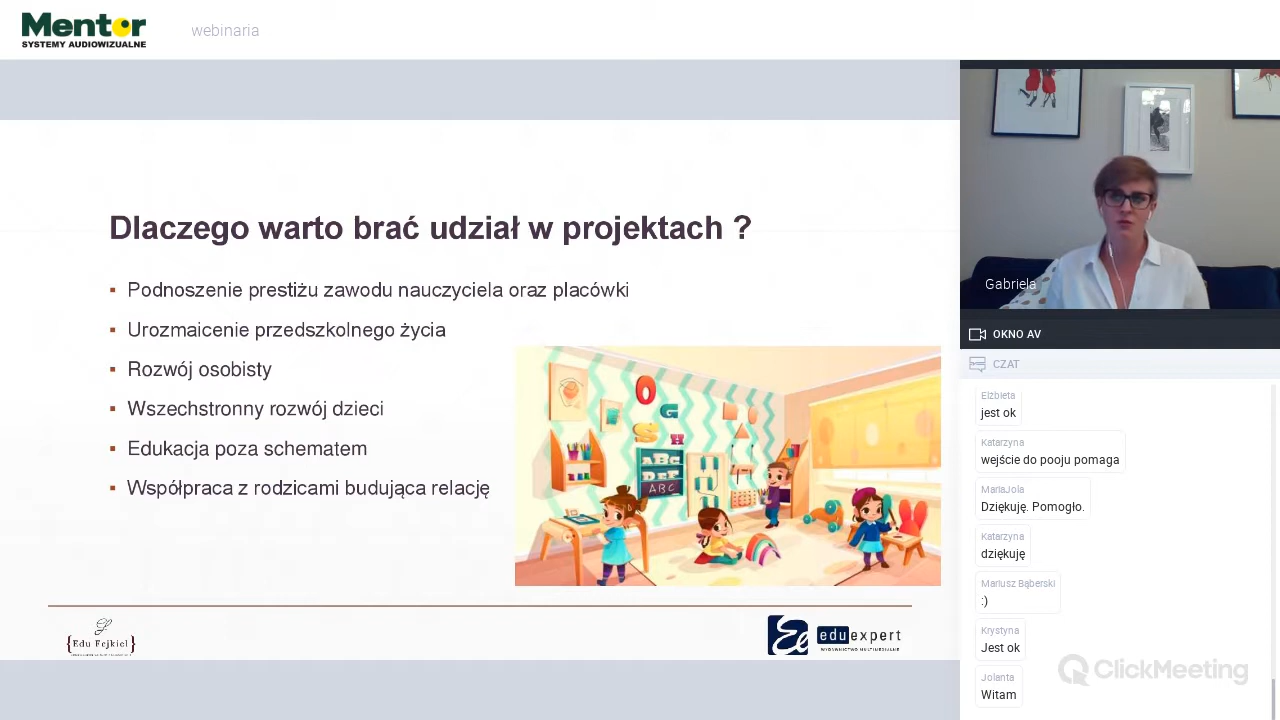 Mentor
SYSTEMY AUDIOWIZUALNE
webinaria
Dlaczego warto brać udział w projektach ?
▪ Podnoszenie prestiżu zawodu nauczyciela oraz placówki
▪ Urozmaicenie przedszkolnego życia
▪ Rozwój osobisty
▪ Wszechstronny rozwój dzieci
▪ Edukacja poza schematem
▪ Współpraca z rodzicami budująca relację
O
G
S
H
ABC
{Edu Fejkiel}
eduexpert
WYDAWNICTWO MULTIMEDIALNE
Gabriela
OKNO AV
CZAT
Elżbieta
jest ok
Katarzyna
wejście do pooju pomaga
MariaJola
Dziękuję. Pomogło.
Katarzyna
dziękuję
Mariusz Bąberski
:)
Krystyna
Jest ok
Jolanta
Witam
ClickMeeting